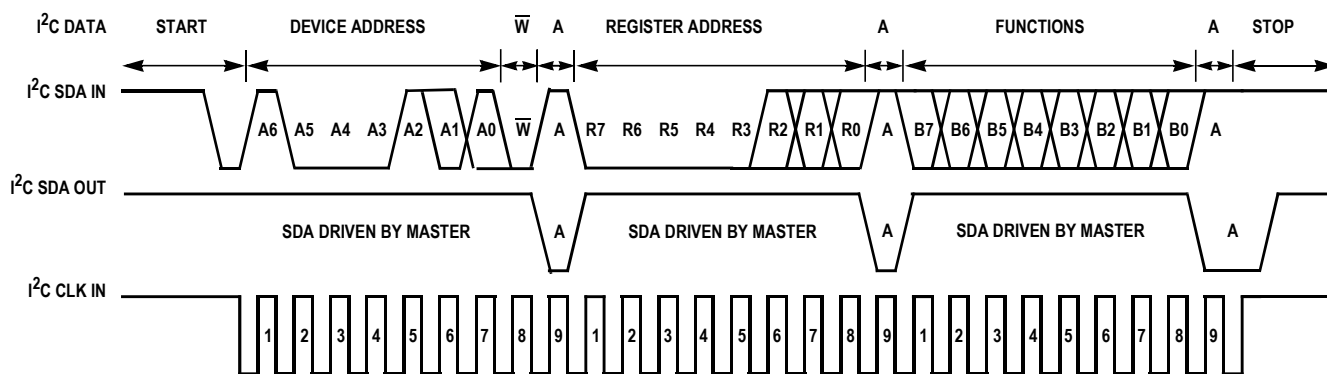 I²C DATA START DEVICE ADDRESS W̅ A REGISTER ADDRESS A FUNCTIONS A STOP
I²C SDA IN
A6 A5 A4 A3 A2 A1 A0 W̅ A R7 R6 R5 R4 R3 R2 R1 R0 A B7 B6 B5 B4 B3 B2 B1 B0 A
I²C SDA OUT
SDA DRIVEN BY MASTER A SDA DRIVEN BY MASTER A SDA DRIVEN BY MASTER A
I²C CLK IN
1 2 3 4 5 6 7 8 9 1 2 3 4 5 6 7 8 9 1 2 3 4 5 6 7 8 9